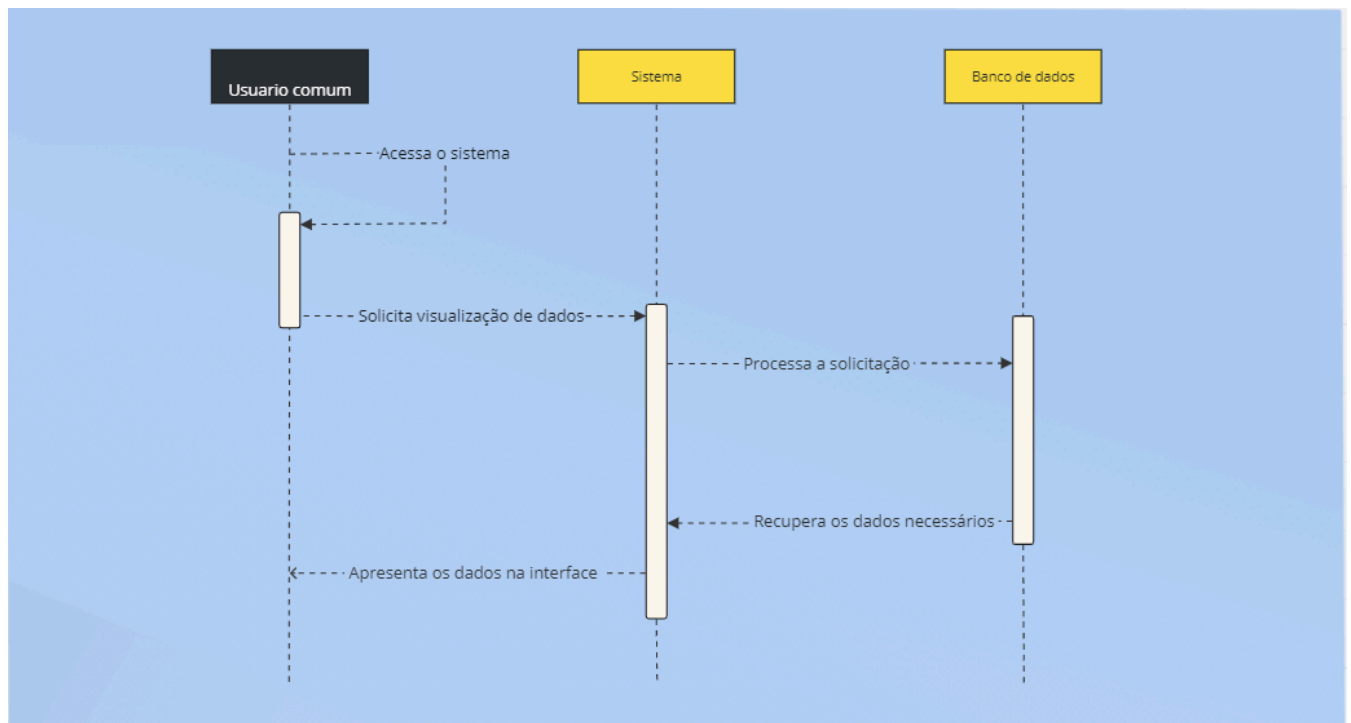 Usuario comum
Sistema
Banco de dados
Acessa o sistema
Solicita visualização de dados
Processa a solicitação
Recupera os dados necessários
Apresenta os dados na interface